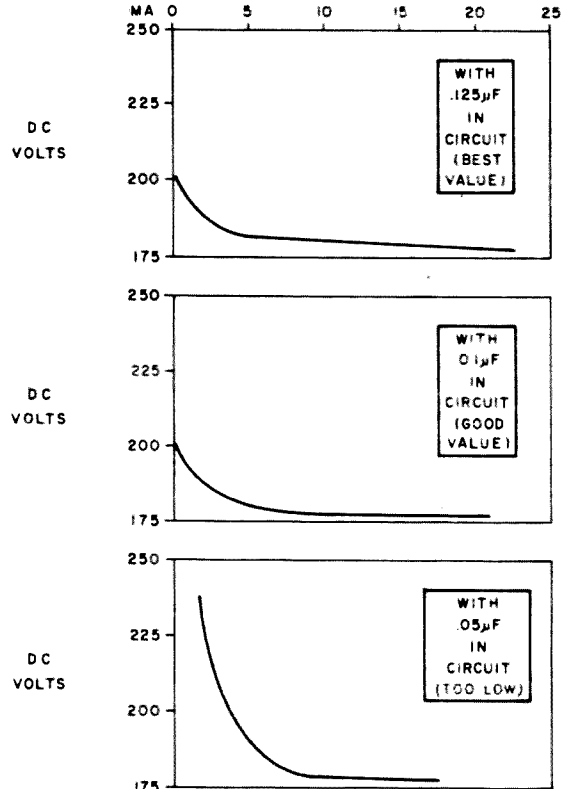 MA 0 5 10 15 20 25
250
225
DC
VOLTS
200
175
WITH
.125µF
IN
CIRCUIT
(BEST
VALUE)
250
225
DC
VOLTS
200
175
WITH
0.1µF
IN
CIRCUIT
(GOOD
VALUE)
250
225
DC
VOLTS
200
175
WITH
.05µF
IN
CIRCUIT
(TOO LOW)